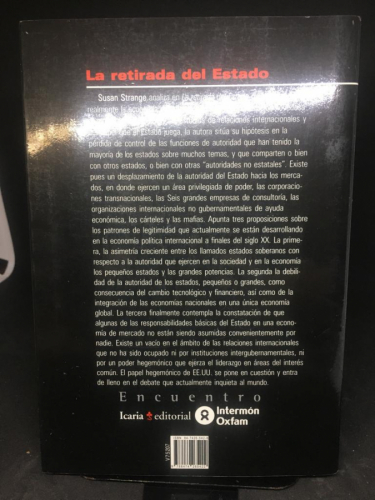 La retirada del Estado
Susan Strange analiza en
realmente la
de relaciones internacionales y
que el Estado juega, la autora sitúa su hipótesis en la
pérdida de control de las funciones de autoridad que han tenido la
mayoría de los estados sobre muchos temas, y que comparten o bien
con otros estados, o bien con otras "autoridades no estatales". Existe
pues un desplazamiento de la autoridad del Estado hacia los merca-
dos, en donde ejercen un área privilegiada de poder, las corporacio-
transnacionales, las Seis grandes empresas de consultoría, las
organizaciones internacionales no gubernamentales de ayuda
económica, los cárteles y las mafias. Apunta tres proposiciones sobre
los patrones de legitimidad que actualmente se están desarrollando
en la economía política internacional a finales del siglo XX. La prime-
ra, la asimetría creciente entre los llamados estados soberanos con
respecto a la autoridad que ejercen en la sociedad y en la economía
los pequeños estados y las grandes potencias. La segunda la debili-
dad de la autoridad de los estados, pequeños o grandes, como
consecuencia del cambio tecnológico y financiero, así como de la
integración de las economías nacionales en una única economía
global. La tercera finalmente contempla la constatación de que
algunas de las responsabilidades básicas del Estado en una econo-
mía de mercado no están siendo asumidas convenientemente por
nadie. Existe un vacío en el ámbito de las relaciones internacionales
que no ha sido ocupado ni por instituciones intergubernamentales, ni
por un poder hegemónico que ejerza el liderazgo en áreas del interés
común. El papel hegemónico de EE.UU. se pone en cuestión y entra
de lleno en el debate que actualmente inquieta al mundo.
Encuentro
Icaria editorial
Intermón
Oxfam